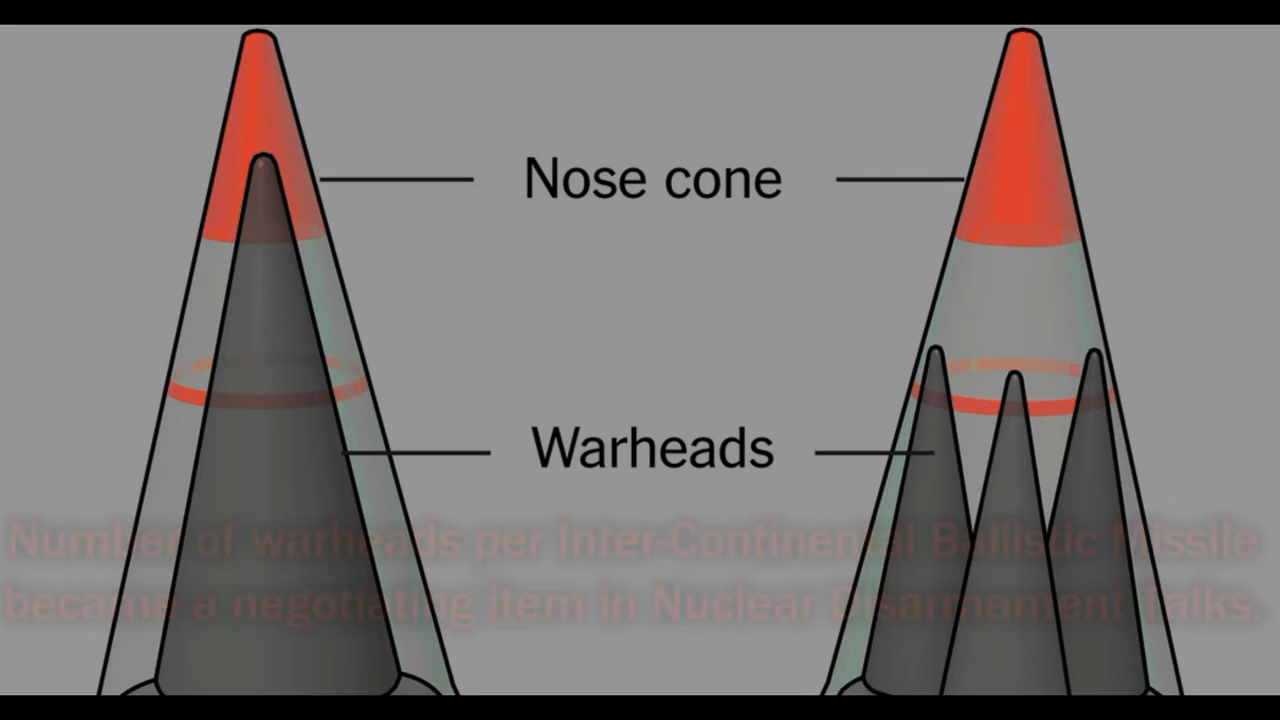 Nose cone
Warheads
Number of warheads per Inter-Continental Ballistic Missile
became a negotiating item in Nuclear Disarmament Talks.